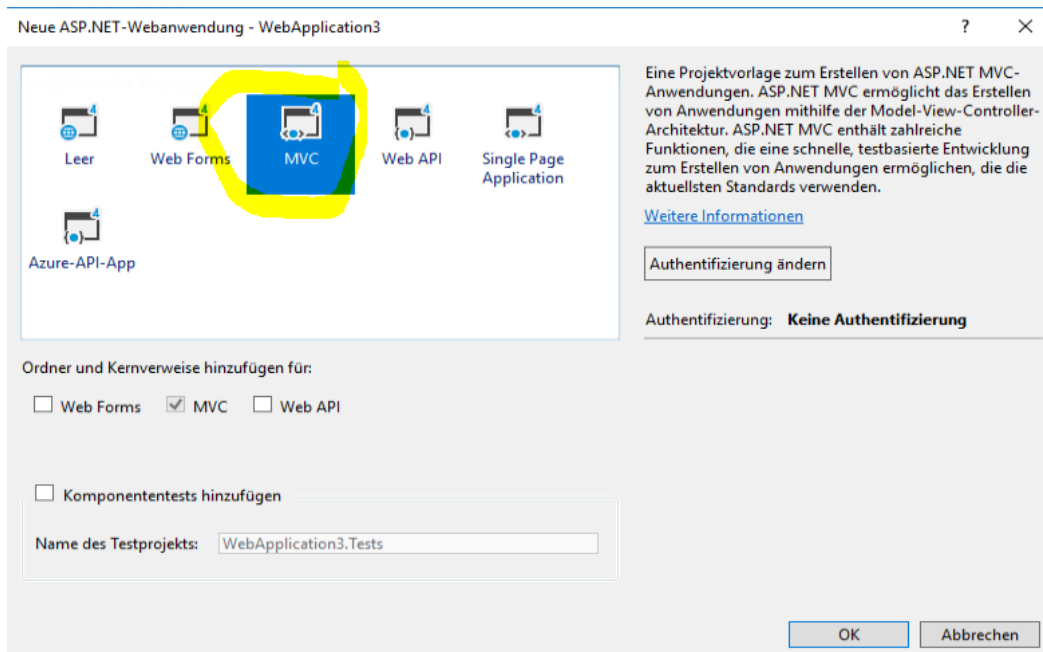 Neue ASP.NET-Webanwendung - WebApplication3
? ×
4 4 4 4
Leer Web Forms MVC Web API Single Page
Application
4
Azure-API-App
Eine Projektvorlage zum Erstellen von ASP.NET MVC-
Anwendungen. ASP.NET MVC ermöglicht das Erstellen
von Anwendungen mithilfe der Model-View-Controller-
Architektur. ASP.NET MVC enthält zahlreiche
Funktionen, die eine schnelle, testbasierte Entwicklung
zum Erstellen von Anwendungen ermöglichen, die die
aktuellsten Standards verwenden.
Weitere Informationen
Authentifizierung ändern
Authentifizierung: Keine Authentifizierung
Ordner und Kernverweise hinzufügen für:
Web Forms MVC Web API
Komponententests hinzufügen
Name des Testprojekts: WebApplication3.Tests
OK Abbrechen